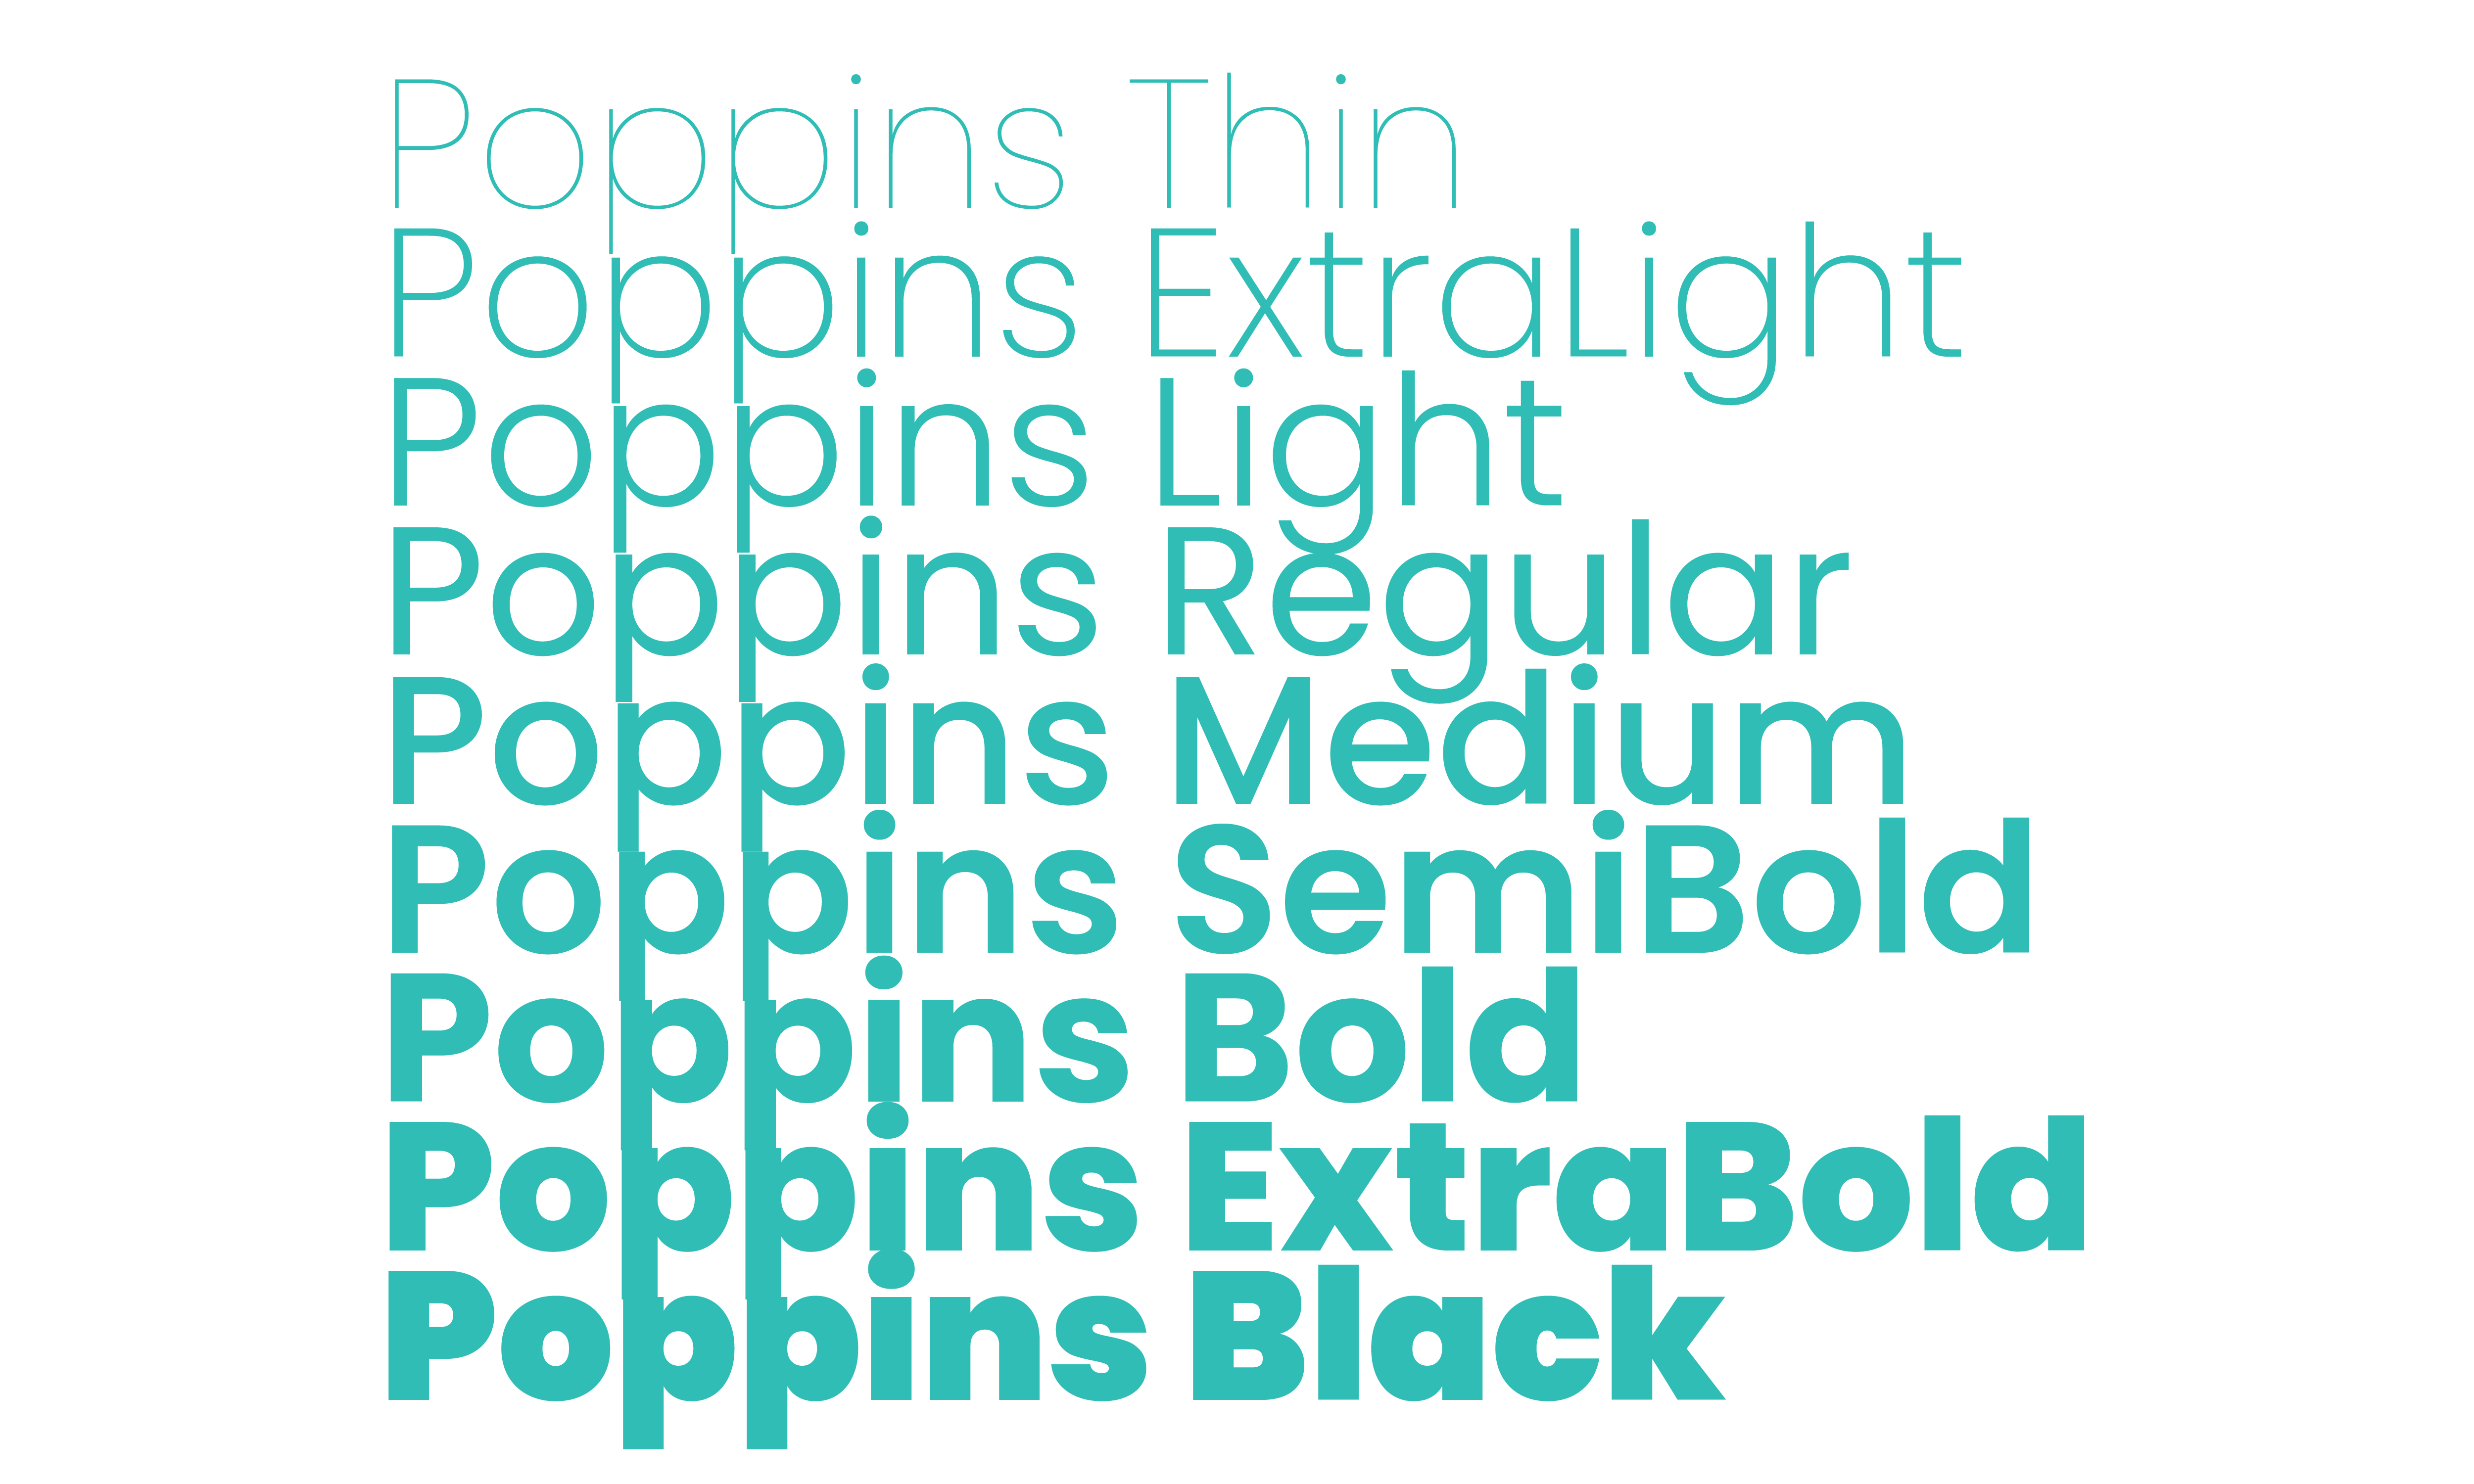 Poppins Thin
Poppins ExtraLight
Poppins Light
Poppins Regular
Poppins Medium
Poppins SemiBold
Poppins Bold
Poppins ExtraBold
Poppins Black